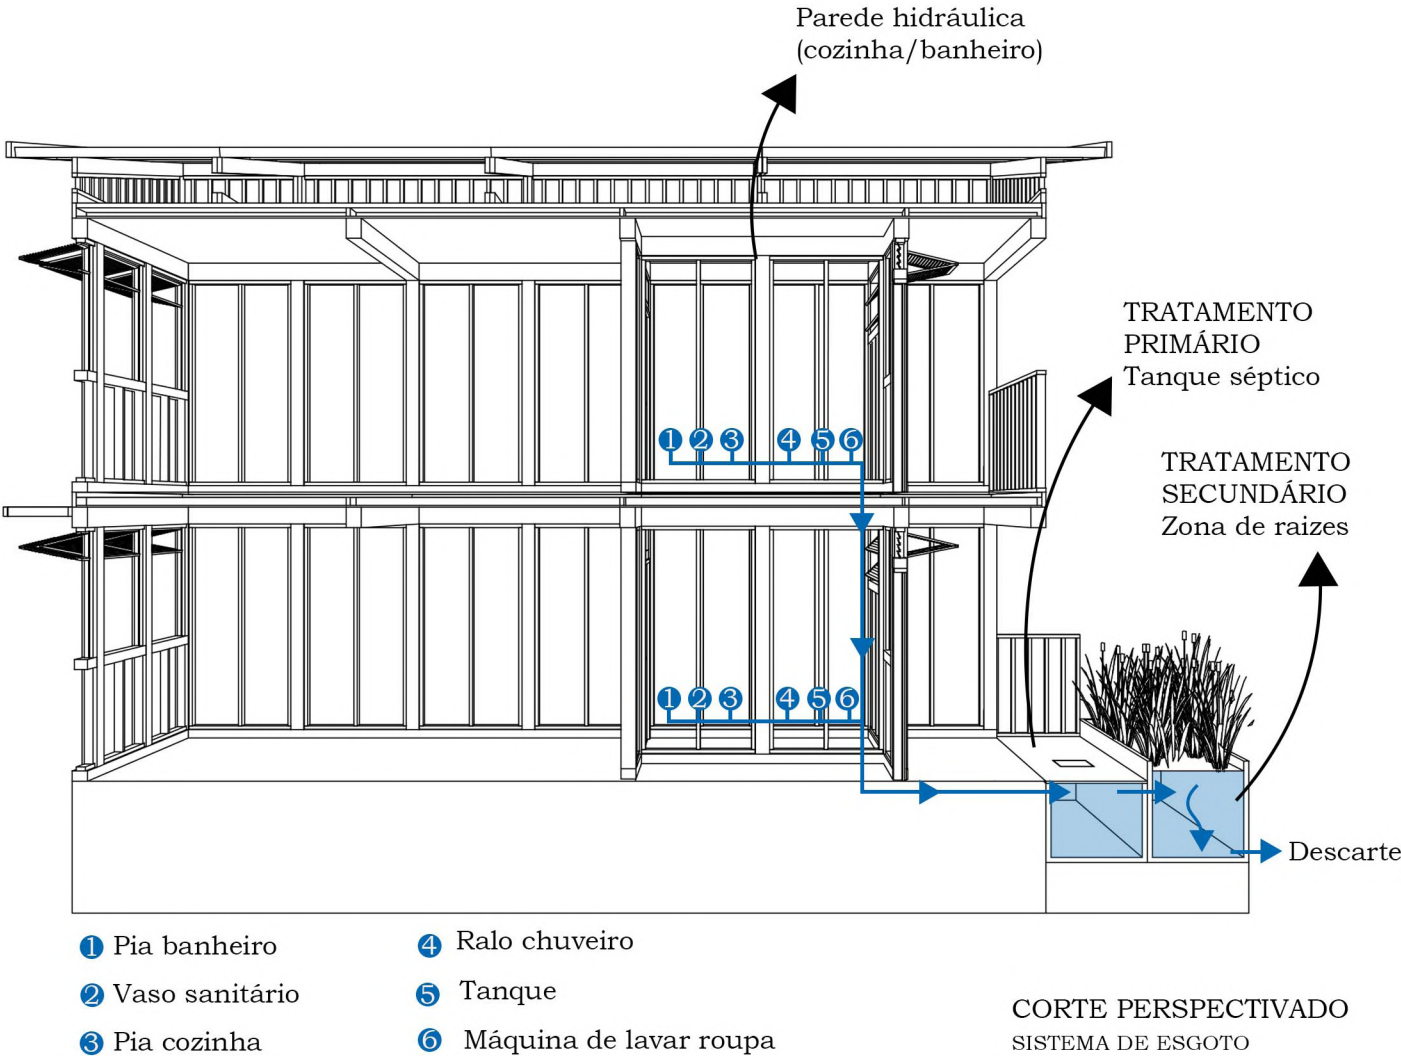 Parede hidráulica
(cozinha/banheiro)
TRATAMENTO
PRIMÁRIO
Tanque séptico
TRATAMENTO
SECUNDÁRIO
Zona de raizes
1 2 3 4 5 6
1 2 3 4 5 6
Descarte
1 Pia banheiro
2 Vaso sanitário
3 Pia cozinha
4 Ralo chuveiro
5 Tanque
6 Máquina de lavar roupa
CORTE PERSPECTIVADO
SISTEMA DE ESGOTO